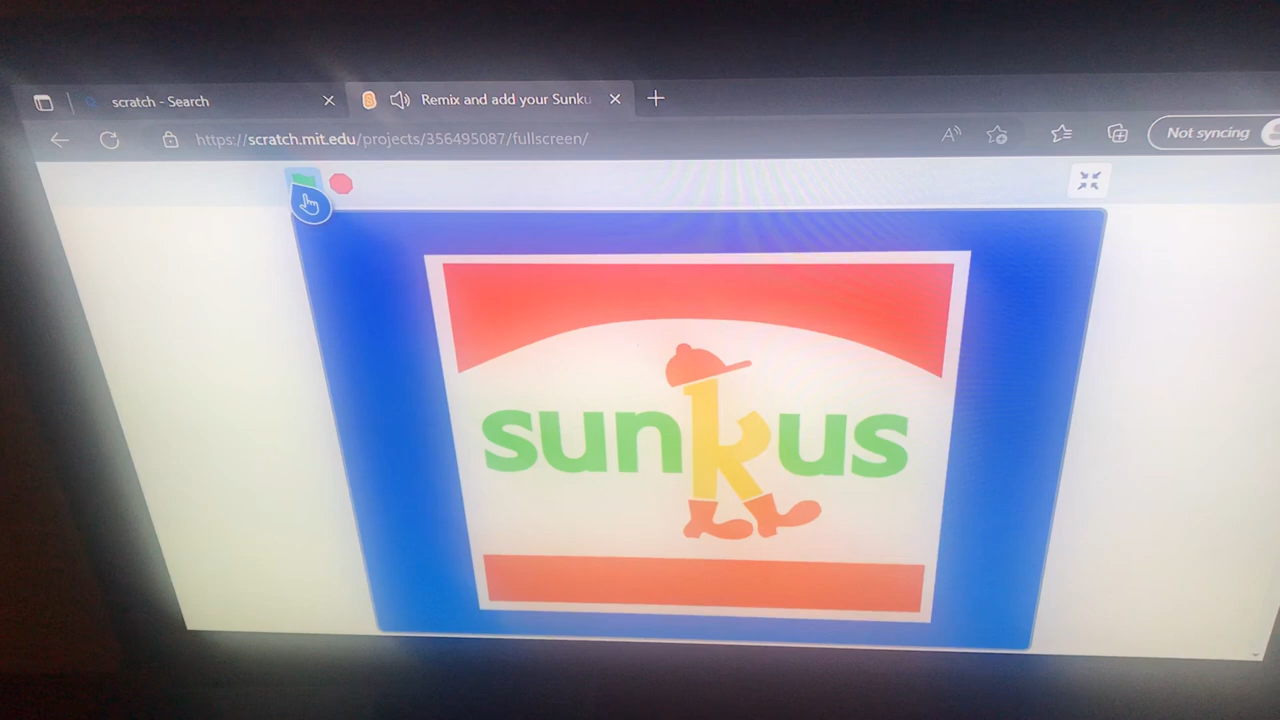 scratch - Search
Remix and add your Sunku
https://scratch.mit.edu/projects/356495087/fullscreen/
Not syncing
sunkus